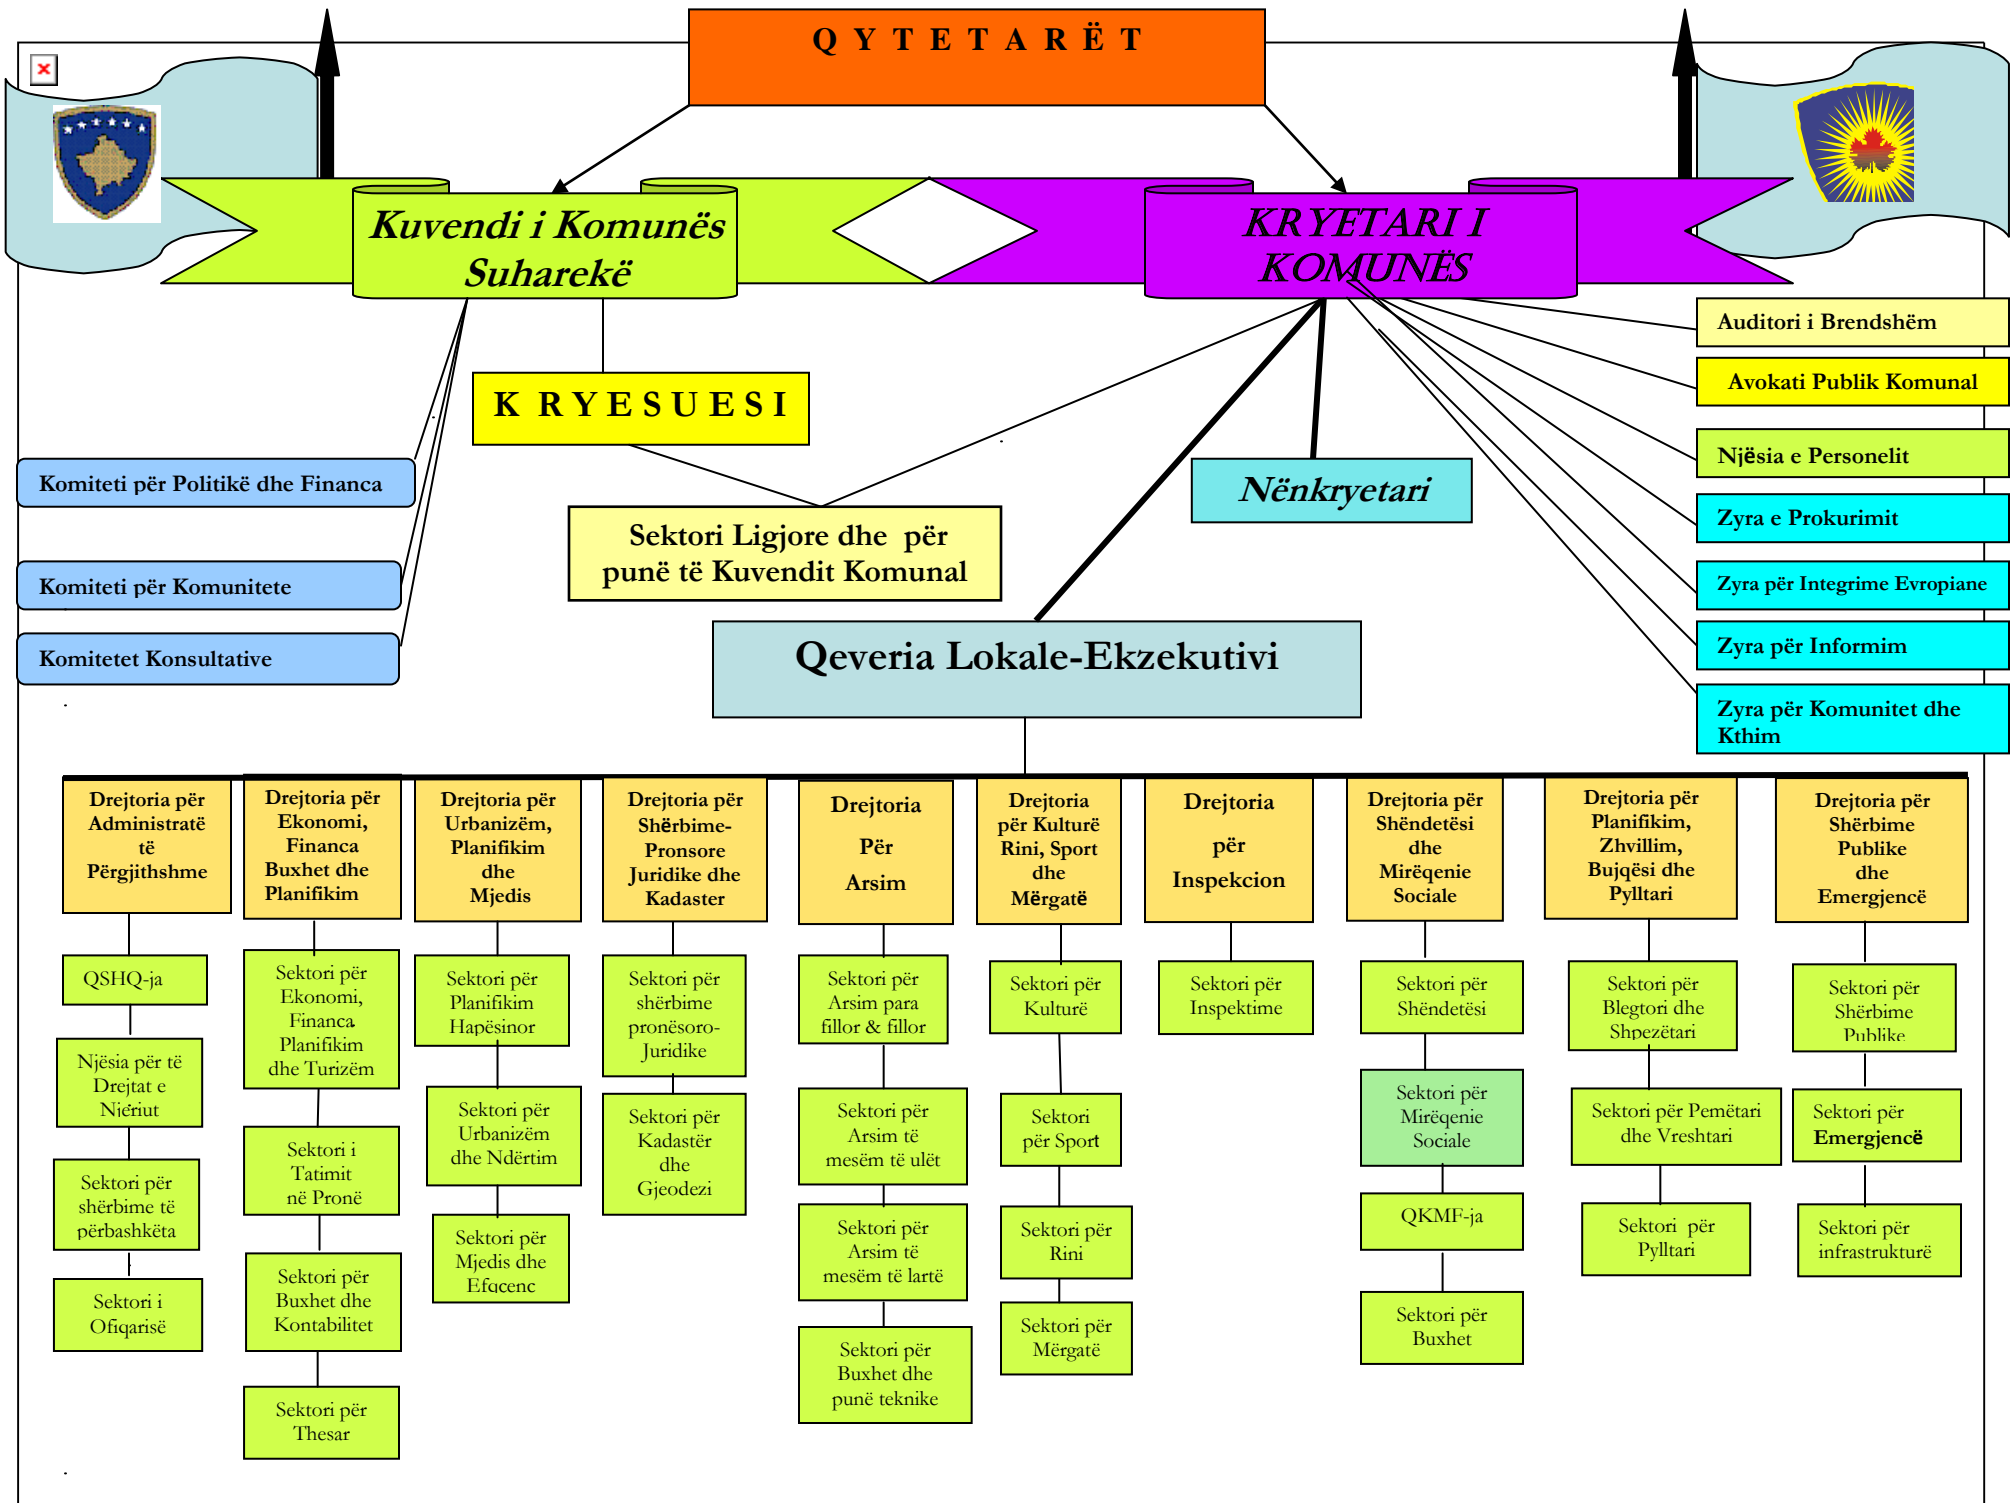 Q Y T E T A R Ë T
Kuvendi i Komunës
Suharekë
KRYETARI I
KOMUNËS
Auditori i Brendshëm
Avokati Publik Komunal
Njësia e Personelit
Zyra e Prokurimit
Zyra për Integrime Evropiane
Zyra për Informim
Zyra për Komunitet dhe
Kthim
K RYESUESI
Komiteti për Politikë dhe Financa
Komiteti për Komunitete
Komitetet Konsultative
Sektori Ligjore dhe për
punë të Kuvendit Komunal
Nënkryetari
Qeveria Lokale-Ekzekutivi
Drejtoria për
Administratë
të
Përgjithshme
QSHQ-ja
Njësia për të
Drejtat e
Njeriut
Sektori për
shërbime të
përbashkëta
Sektori i
Ofiqarisë
Drejtoria për
Ekonomi,
Financa
Buxhet dhe
Planifikim
Sektori për
Ekonomi,
Financa
Planifikim
dhe Turizëm
Sektori i
Tatimit
në Pronë
Sektori për
Buxhet dhe
Kontabilitet
Sektori për
Thesar
Drejtoria për
Urbanizëm,
Planifikim
dhe
Mjedis
Sektori për
Planifikim
Hapësinor
Sektori për
Urbanizëm
dhe Ndërtim
Sektori për
Mjedis dhe
Efqcenc
Drejtoria për
Shërbime-
Pronsore
Juridike dhe
Kadaster
Sektori për
shërbime
pronësoro-
Juridike
Sektori për
Kadastër
dhe
Gjeodezi
Drejtoria
Për
Arsim
Sektori për
Arsim para
fillor & fillor
Sektori për
Arsim të
mesëm të ulët
Sektori për
Arsim të
mesëm të lartë
Sektori për
Buxhet dhe
punë teknike
Drejtoria
për Kulturë
Rini, Sport
dhe
Mërgatë
Sektori për
Kulturë
Sektori
për Sport
Sektori për
Rini
Sektori për
Mërgatë
Drejtoria
për
Inspekcion
Sektori për
Inspektime
Drejtoria për
Shëndetësi
dhe
Mirëqenie
Sociale
Sektori për
Shëndetësi
Sektori për
Mirëqenie
Sociale
QKMF-ja
Sektori për
Buxhet
Drejtoria për
Planifikim,
Zhvillim,
Bujqësi dhe
Pylltari
Sektori për
Blegtori dhe
Shpezëtari
Sektori për Pemëtari
dhe Vreshtari
Sektori për
Pylltari
Drejtoria për
Shërbime
Publike
dhe
Emergjencë
Sektori për
Shërbime
Publike
Sektori për
Emergjencë
Sektori për
infrastrukturë